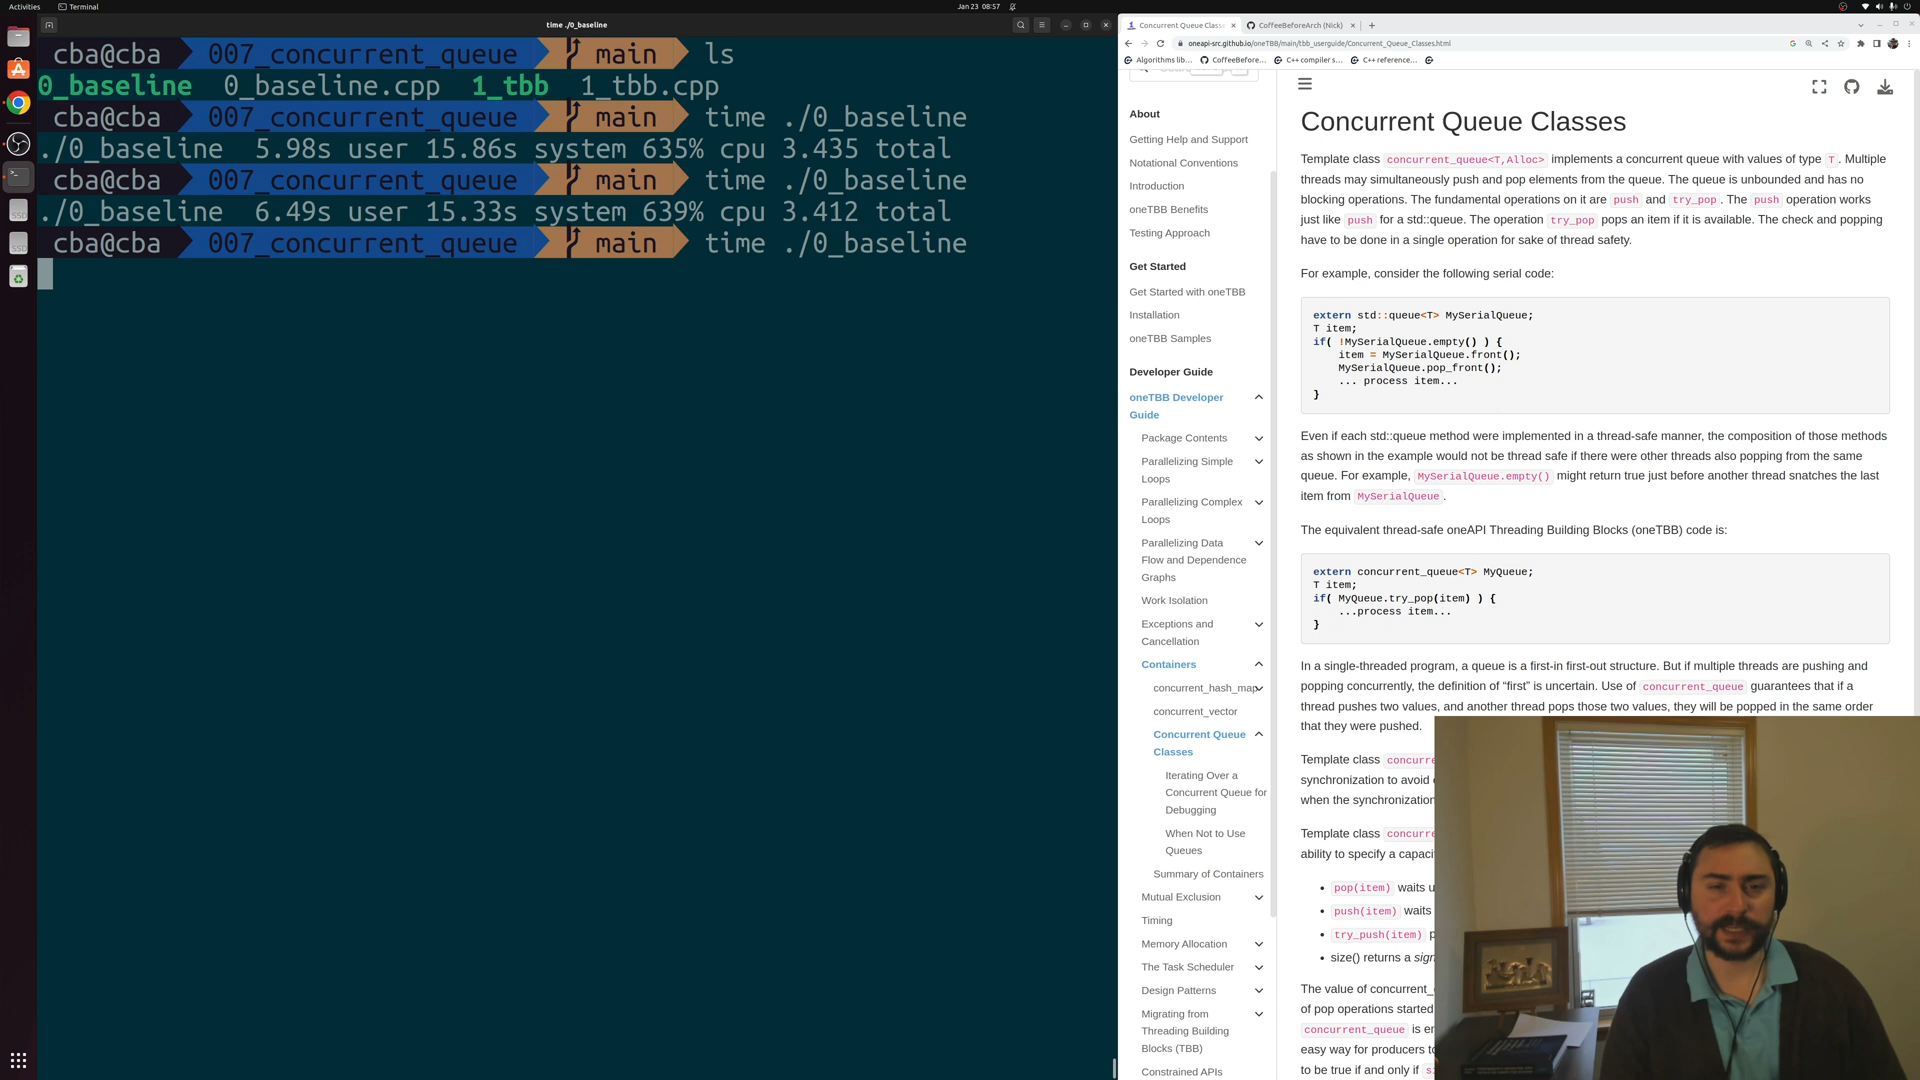 Activities
Terminal
Jan 23 08:57
time ./0_baseline
cba@cba 007_concurrent_queue main ls
0_baseline 0_baseline.cpp 1_tbb 1_tbb.cpp
cba@cba 007_concurrent_queue main time ./0_baseline
./0_baseline 5.98s user 15.86s system 635% cpu 3.435 total
cba@cba 007_concurrent_queue main time ./0_baseline
./0_baseline 6.49s user 15.33s system 639% cpu 3.412 total
cba@cba 007_concurrent_queue main time ./0_baseline
SSD
SSD
Concurrent Queue Classe
CoffeeBeforeArch (Nick)
oneapi-src.github.io/oneTBB/main/tbb_userguide/Concurrent_Queue_Classes.html
Algorithms lib...
CoffeeBefore...
C++ compiler s...
C++ reference...
About
Getting Help and Support
Notational Conventions
Introduction
oneTBB Benefits
Testing Approach
Get Started
Get Started with oneTBB
Installation
oneTBB Samples
Developer Guide
oneTBB Developer
Guide
Package Contents
Parallelizing Simple
Loops
Parallelizing Complex
Loops
Parallelizing Data
Flow and Dependence
Graphs
Work Isolation
Exceptions and
Cancellation
Containers
concurrent_hash_map
concurrent_vector
Concurrent Queue
Classes
Iterating Over a
Concurrent Queue for
Debugging
When Not to Use
Queues
Summary of Containers
Mutual Exclusion
Timing
Memory Allocation
The Task Scheduler
Design Patterns
Migrating from
Threading Building
Blocks (TBB)
Constrained APIs
Concurrent Queue Classes
Template class concurrent_queue<T,Alloc> implements a concurrent queue with values of type T. Multiple
threads may simultaneously push and pop elements from the queue. The queue is unbounded and has no
blocking operations. The fundamental operations on it are push and try_pop. The push operation works
just like push for a std::queue. The operation try_pop pops an item if it is available. The check and popping
have to be done in a single operation for sake of thread safety.
For example, consider the following serial code:
extern std::queue<T> MySerialQueue;
T item;
if( !MySerialQueue.empty() ) {
item = MySerialQueue.front();
MySerialQueue.pop_front();
... process item...
}
Even if each std::queue method were implemented in a thread-safe manner, the composition of those methods
as shown in the example would not be thread safe if there were other threads also popping from the same
queue. For example, MySerialQueue.empty() might return true just before another thread snatches the last
item from MySerialQueue.
The equivalent thread-safe oneAPI Threading Building Blocks (oneTBB) code is:
extern concurrent_queue<T> MyQueue;
T item;
if( MyQueue.try_pop(item) ) {
...process item...
}
In a single-threaded program, a queue is a first-in first-out structure. But if multiple threads are pushing and
popping concurrently, the definition of “first” is uncertain. Use of concurrent_queue guarantees that if a
thread pushes two values, and another thread pops those two values, they will be popped in the same order
that they were pushed.
Template class concurre
synchronization to avoid
when the synchronization
Template class concurre
ability to specify a capaci
pop(item) waits u
push(item) waits
try_push(item) p
size() returns a sign
The value of concurrent_
of pop operations started
concurrent_queue is em
easy way for producers to
to be true if and only if si